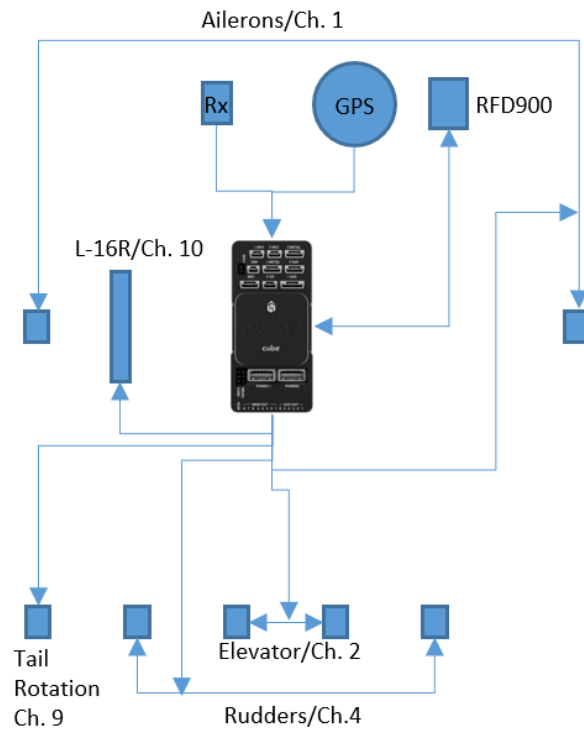 Ailerons/Ch. 1
Rx
GPS
RFD900
L-16R/Ch. 10
cube
Elevator/Ch. 2
Tail
Rotation
Ch. 9
Rudders/Ch.4